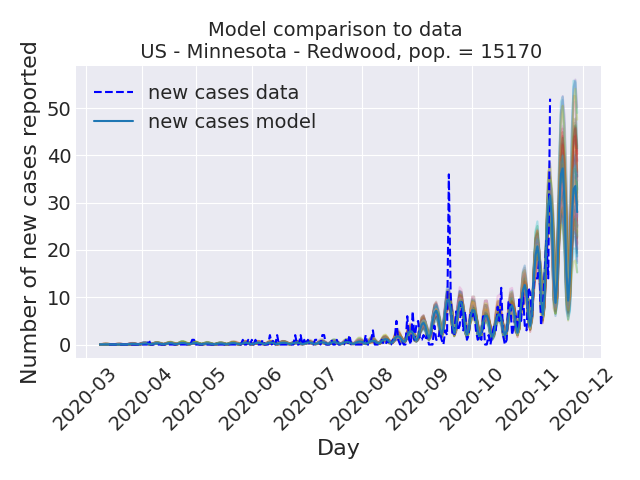 Model comparison to data
US - Minnesota - Redwood, pop. = 15170
Number of new cases reported
50
40
30
20
10
0
new cases data
new cases model
2020-03
2020-04
2020-05
2020-06
2020-07
2020-08
2020-09
2020-10
2020-11
2020-12
Day